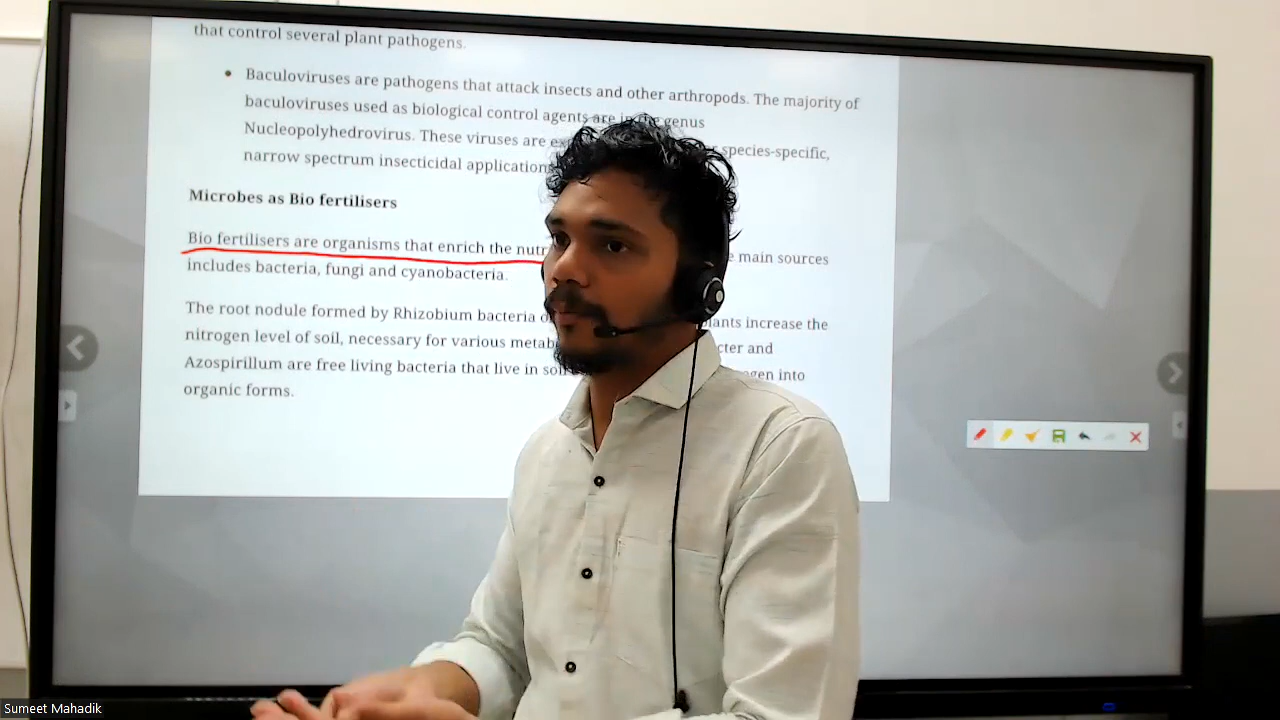 that control several plant pathogens.
• Baculoviruses are pathogens that attack insects and other arthropods. The majority of
baculoviruses used as biological control agents are in the genus
Nucleopolyhedrovirus. These viruses are species-specific,
narrow spectrum insecticidal applications
Microbes as Bio fertilisers
Bio fertilisers are organisms that enrich the main sources
includes bacteria, fungi and cyanobacteria.
The root nodule formed by Rhizobium bacteria increase the
nitrogen level of soil, necessary for various and
Azospirillum are free living bacteria that live in into
organic forms.
Sumeet Mahadik